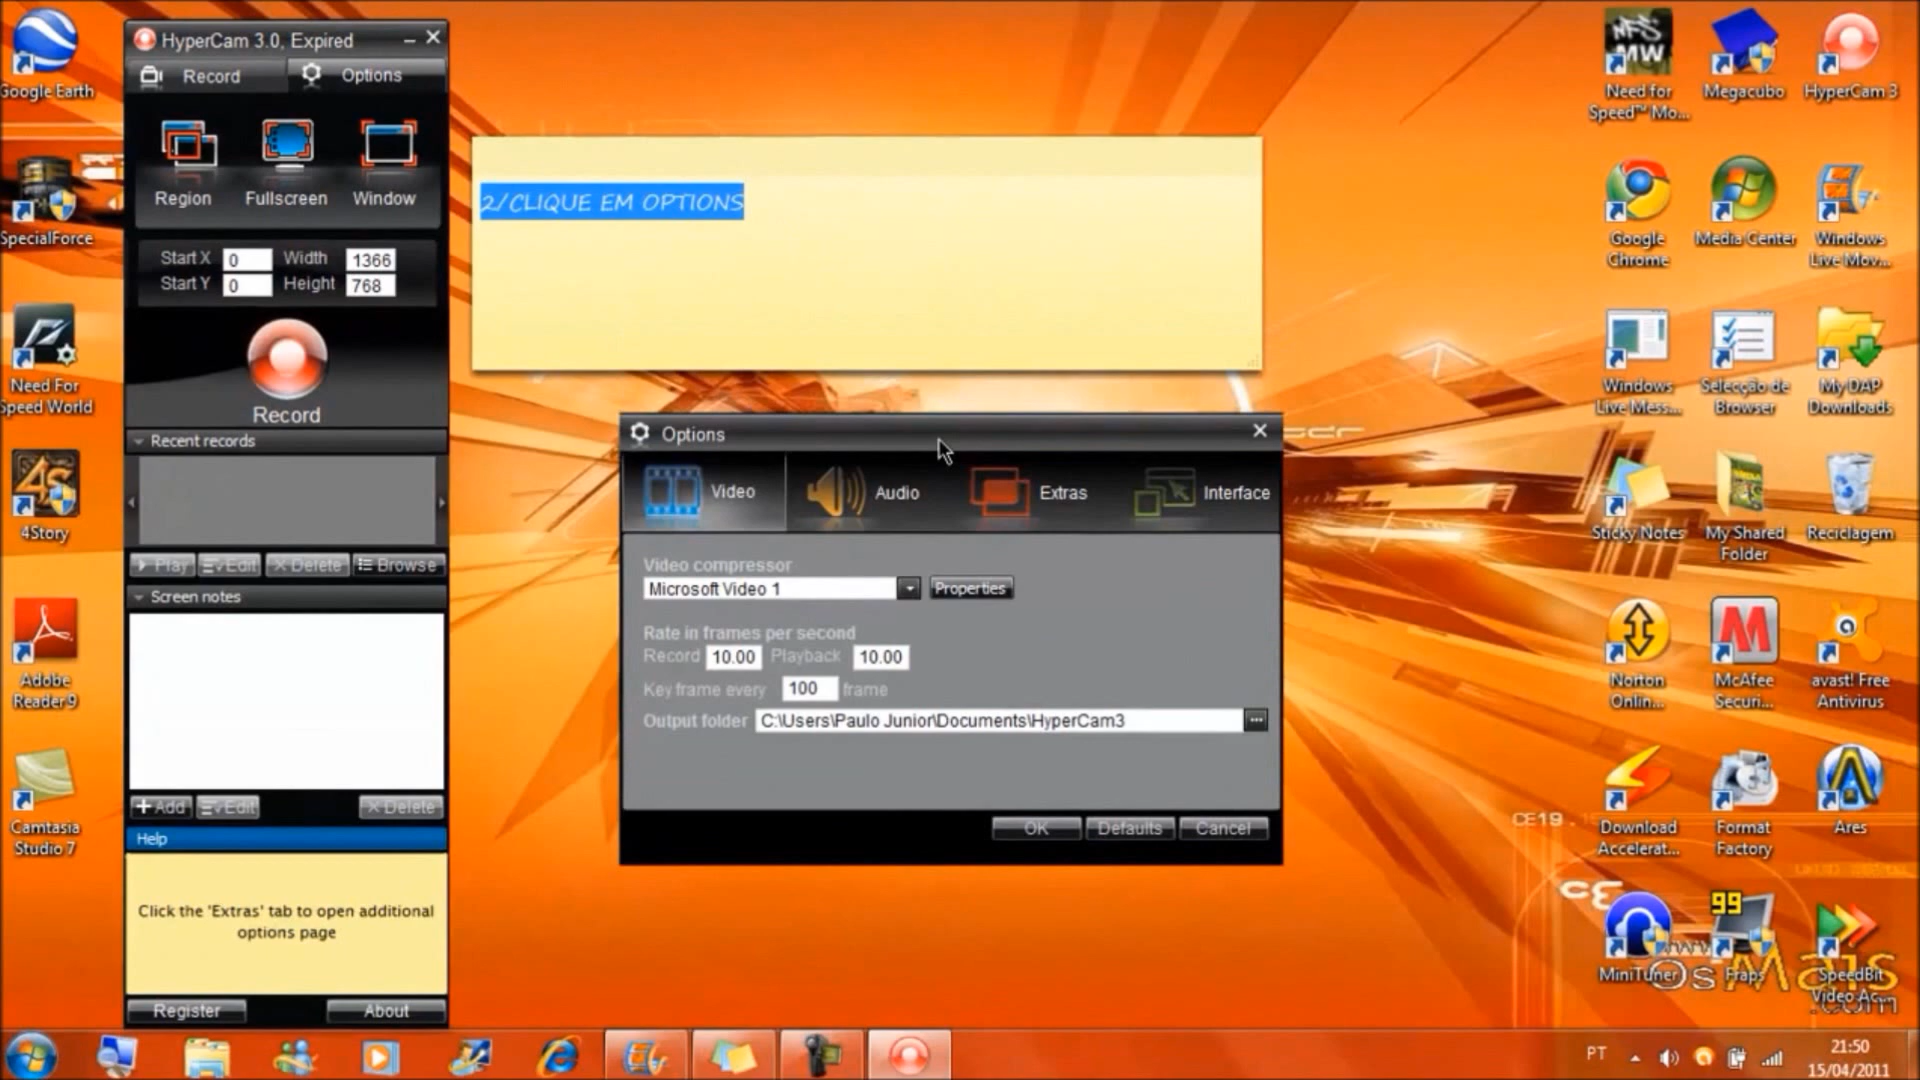 Google Earth
SpecialForce
Need For
Speed World
4Story
Adobe
Reader 9
Camtasia
Studio 7
HyperCam 3.0, Expired
Record
Options
Region
Fullscreen
Window
Start X 0 Width 1366
Start Y 0 Height 768
Record
Recent records
Play
Edit
Delete
Browse
Screen notes
Add
Edit
Delete
Help
Click the 'Extras' tab to open additional
options page
Register
About
2/CLIQUE EM OPTIONS
Options
Video
Audio
Extras
Interface
Video compressor
Microsoft Video 1
Properties
Rate in frames per second
Record 10.00 Playback 10.00
Key frame every 100 frame
Output folder C:\Users\Paulo Junior\Documents\HyperCam3
OK
Defaults
Cancel
NFS
MW
Need for
Speed™ Mo...
Megacubo
HyperCam 3
Google
Chrome
Media Center
Windows
Live Mov...
Windows
Live Mess...
Selecção de
Browser
My DAP
Downloads
Sticky Notes
My Shared
Folder
Reciclagem
Norton
Onlin...
McAfee
Securi...
avast! Free
Antivirus
CE19
Download
Accelerat...
Format
Factory
Ares
99
MiniTuner
Fraps
SpeedBit
Video Ac...
os Mais
.com
PT
21:50
15/04/2011